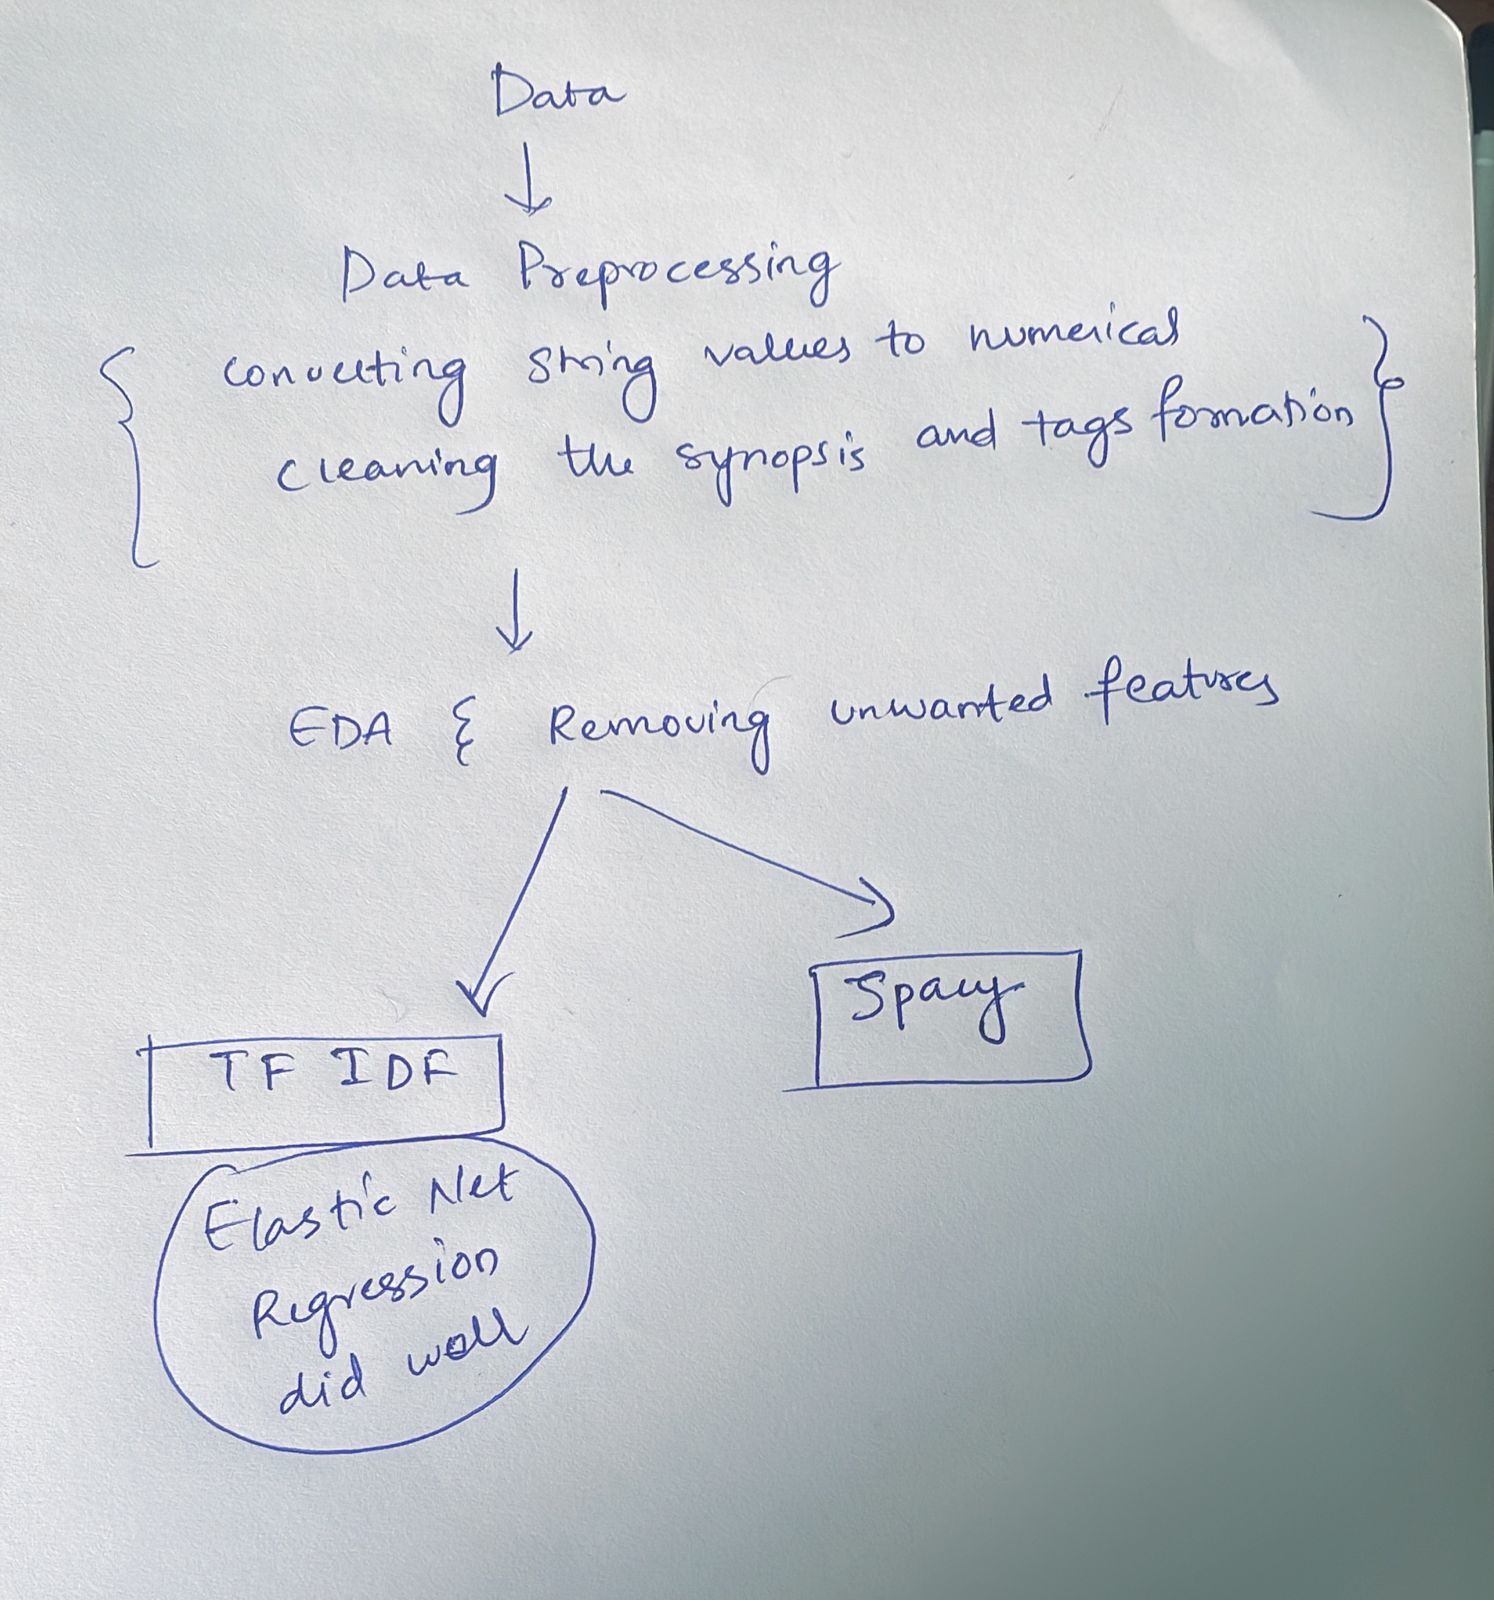 Data
Data Preprocessing
converting string values to numerical
cleaning the synopsis and tags formation
EDA & Removing unwanted features
Spacy
TF IDF
Elastic Net
Regression
did well